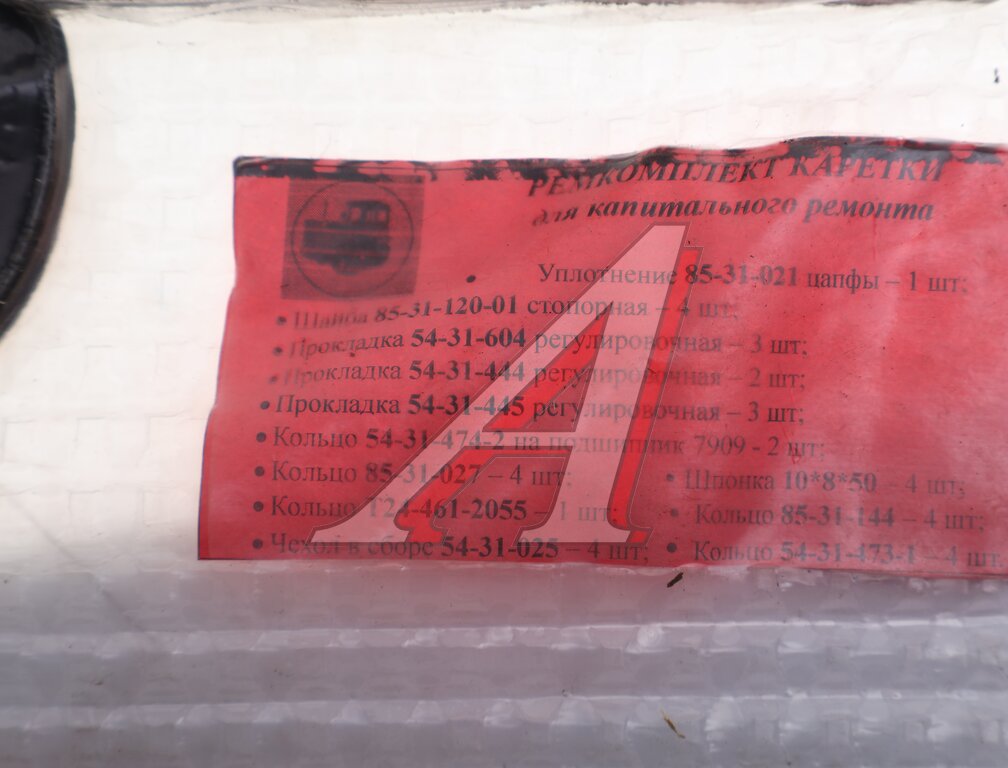 РЕМКОМПЛЕКТ КАРЕТКИ
для капитального ремонта
• Уплотнение 85-31-021 цапфы – 1 шт;
• Шайба 85-31-120-01 стопорная – 4 шт;
• Прокладка 54-31-604 регулировочная – 3 шт;
• Прокладка 54-31-444 регулировочная – 2 шт;
• Прокладка 54-31-445 регулировочная – 3 шт;
• Кольцо 54-31-474-2 на подшипник 7909 - 2 шт;
• Кольцо 85-31-027 – 4 шт; • Шпонка 10*8*50 – 4 шт;
• Кольцо Т24-461-2055 – 1 шт; • Кольцо 85-31-144 – 4 шт;
• Чехол в сборе 54-31-025 – 4 шт; • Кольцо 54-31-473-1 – 4 шт